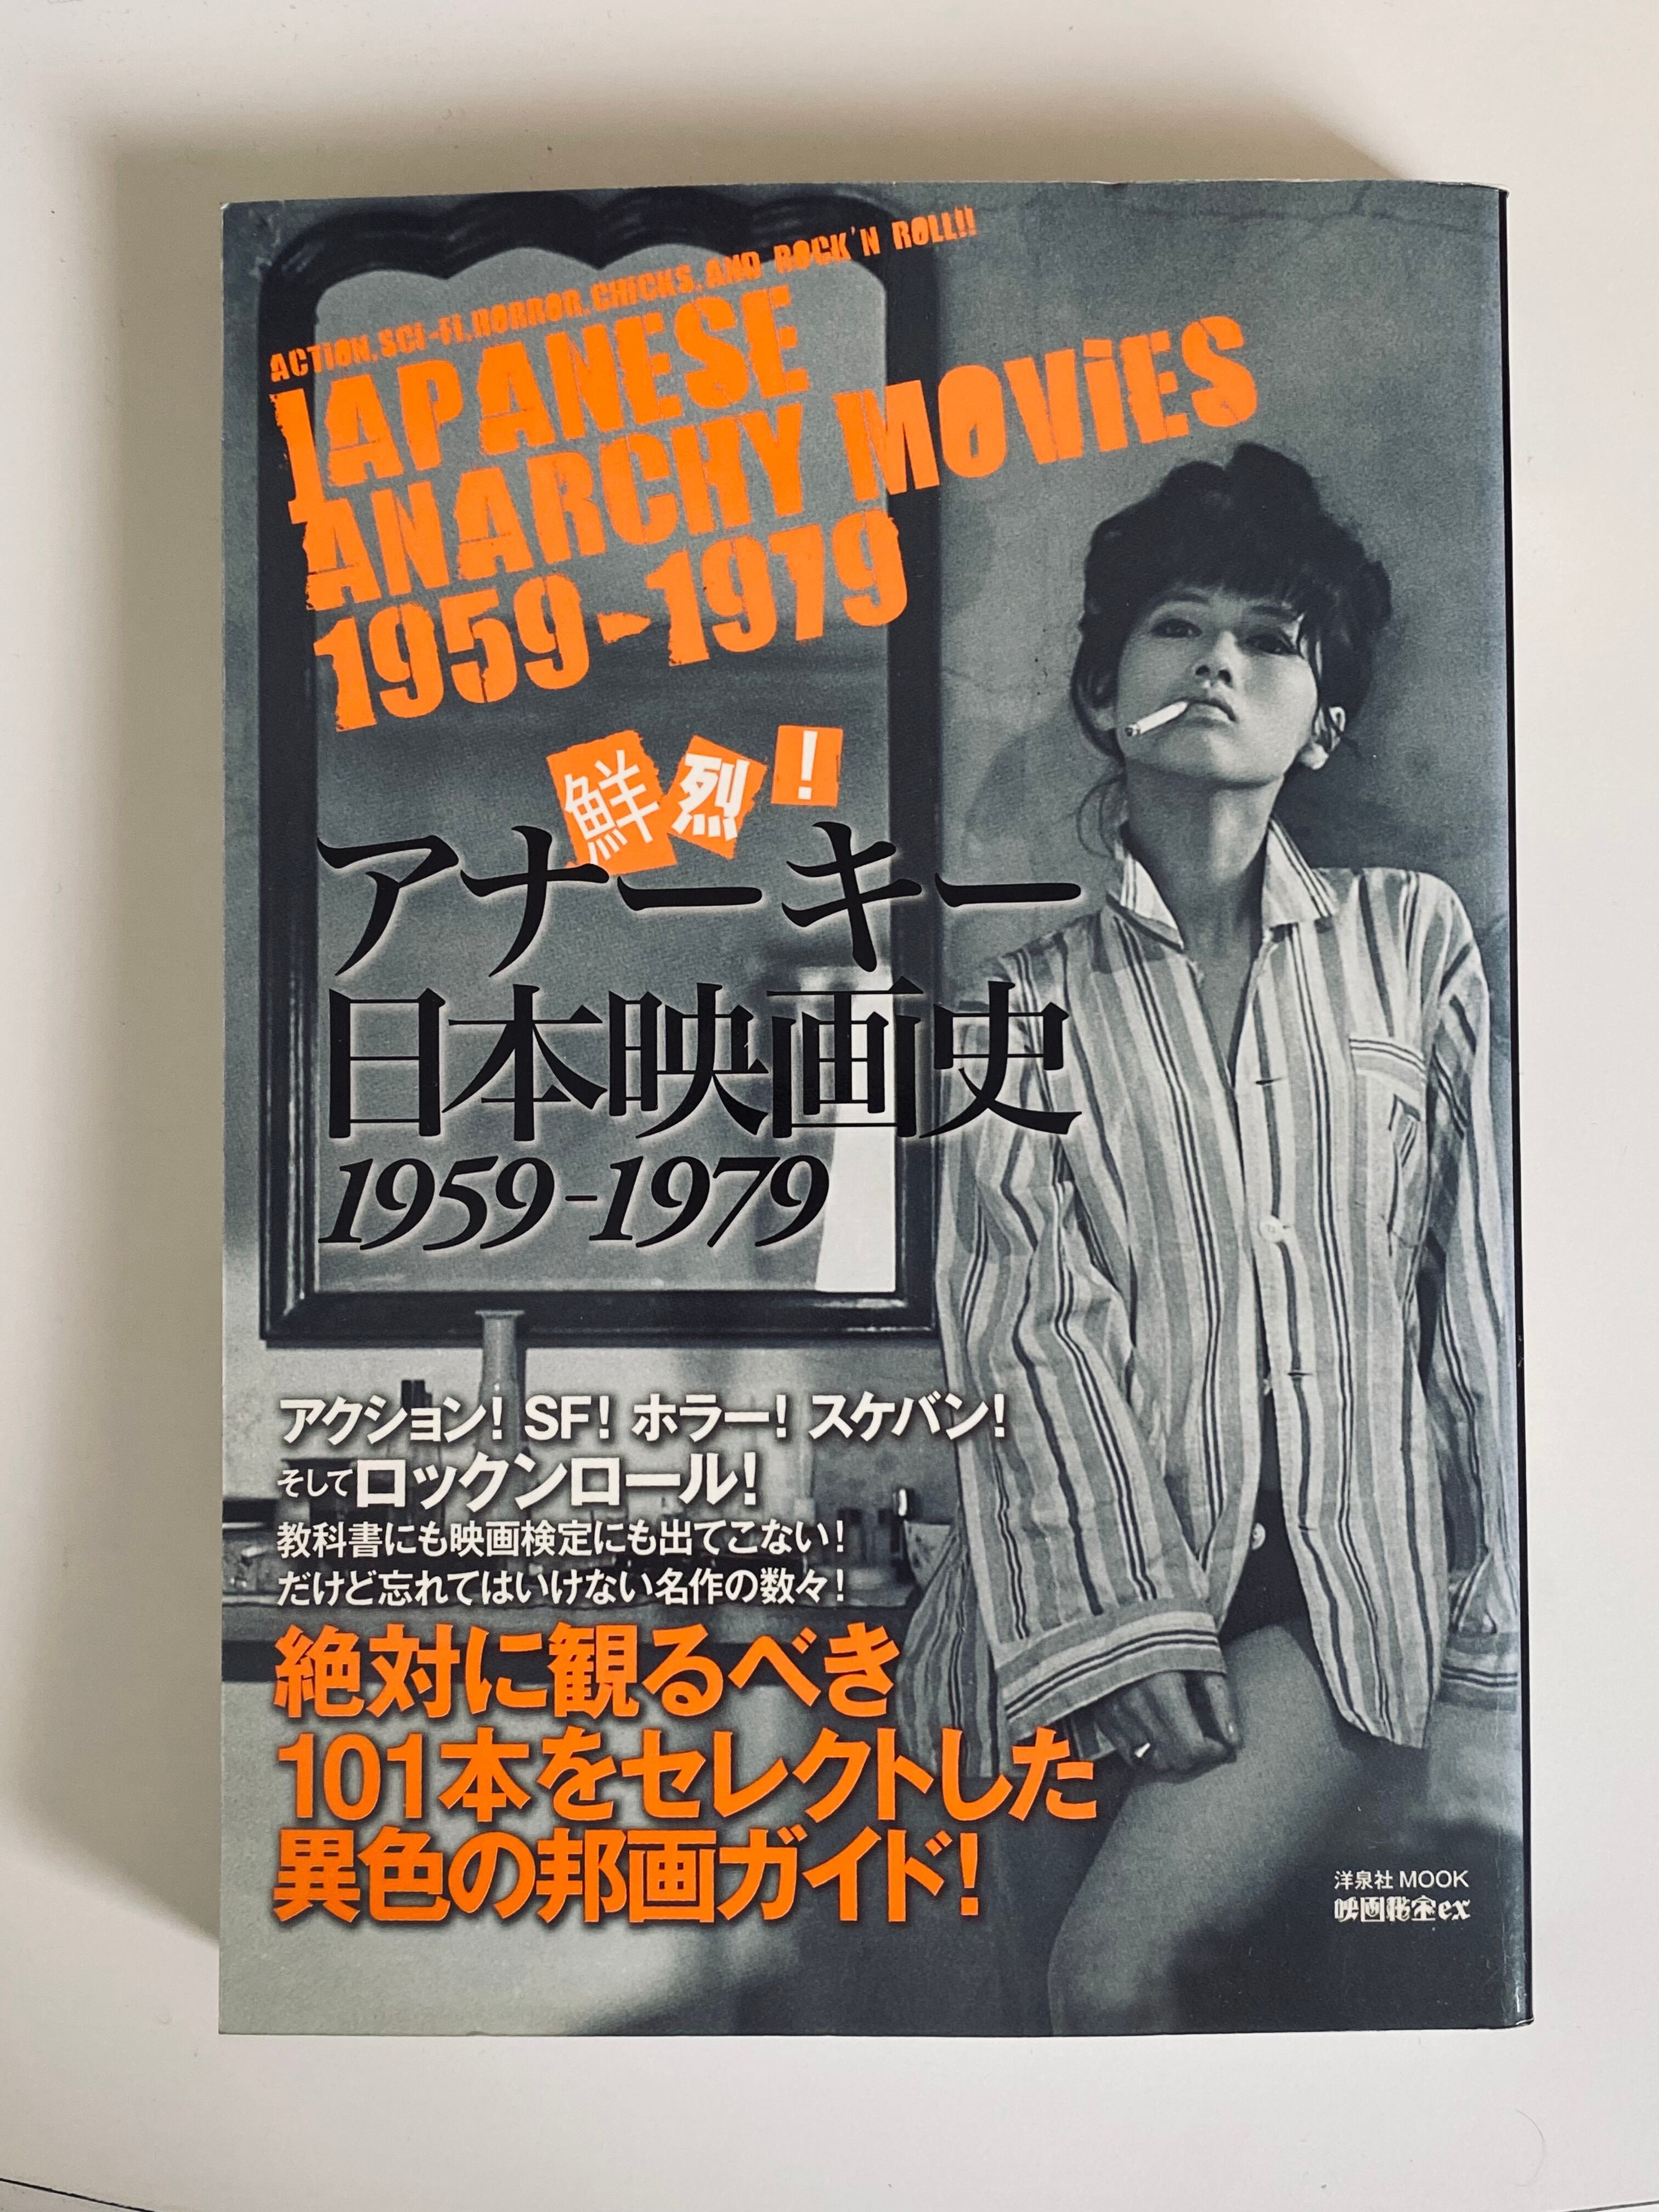 ACTiON,SCi-Fi,HORROR,CHiCKS,AND ROCK'N ROLL!!
JAPANESE
ANARCHY MOViES
1959-1979
鮮烈!
アナーキー
日本映画史
1959-1979
アクション! SF! ホラー! スケバン!
そしてロックンロール!
教科書にも映画検定にも出てこない!
だけど忘れてはいけない名作の数々!
絶対に観るべき
101本をセレクトした
異色の邦画ガイド!
洋泉社 MOOK
映画秘宝ex